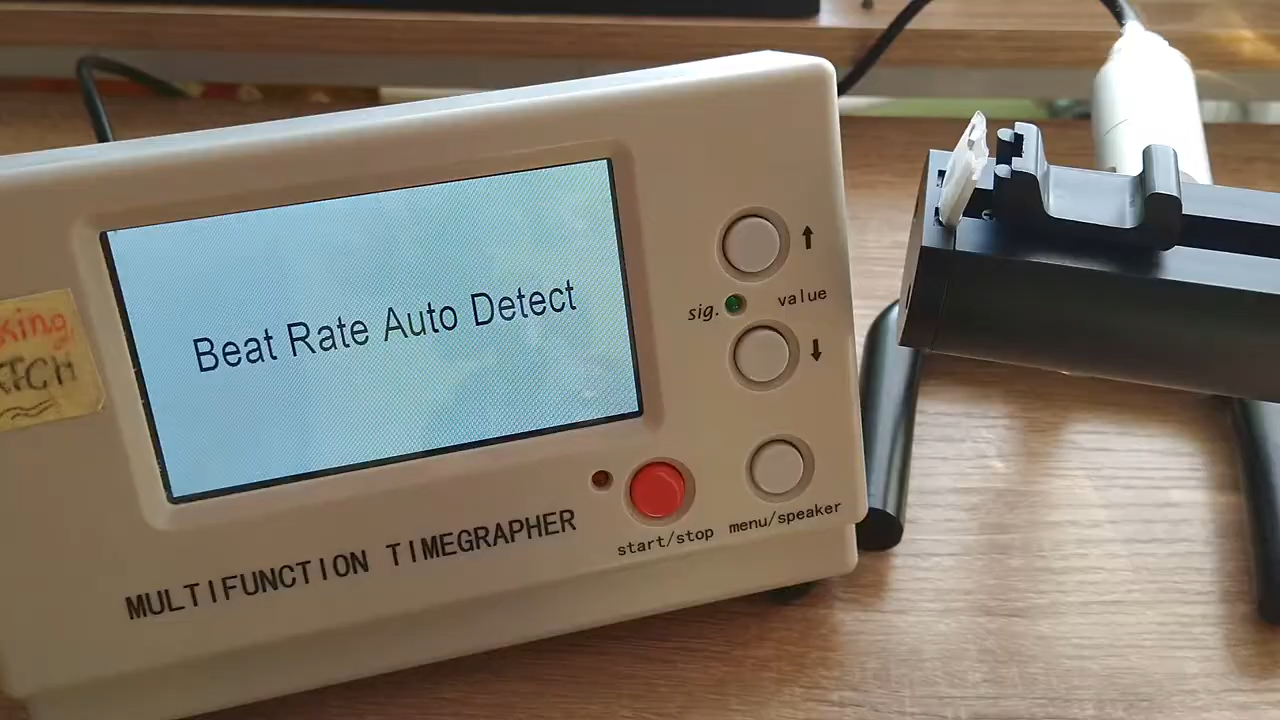 Beat Rate Auto Detect
sig.
value
start/stop
menu/speaker
MULTIFUNCTION TIMEGRAPHER